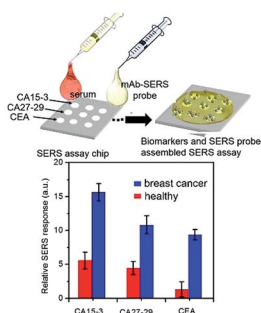 CA15-3
CA27-29
CEA
serum
mAb-SERS
probe
SERS assay chip
Biomarkers and SERS probe
assembled SERS assay
Relative SERS response (a.u.)
20
15
10
5
0
breast cancer
healthy
CA15-3
CA27-29
CEA